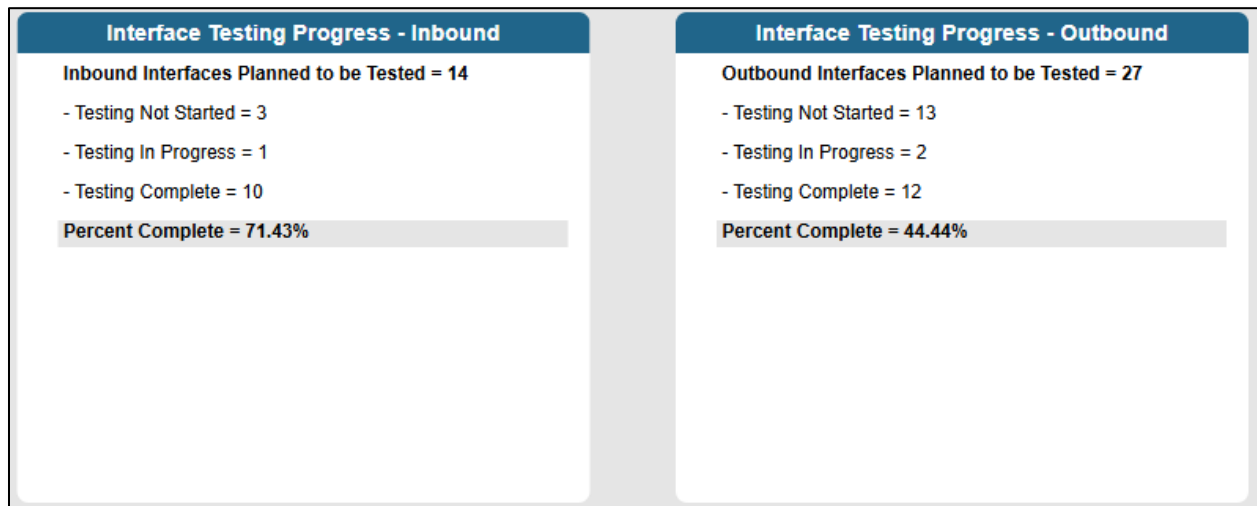 Interface Testing Progress - Inbound
Inbound Interfaces Planned to be Tested = 14
- Testing Not Started = 3
- Testing In Progress = 1
- Testing Complete = 10
Percent Complete = 71.43%
Interface Testing Progress - Outbound
Outbound Interfaces Planned to be Tested = 27
- Testing Not Started = 13
- Testing In Progress = 2
- Testing Complete = 12
Percent Complete = 44.44%